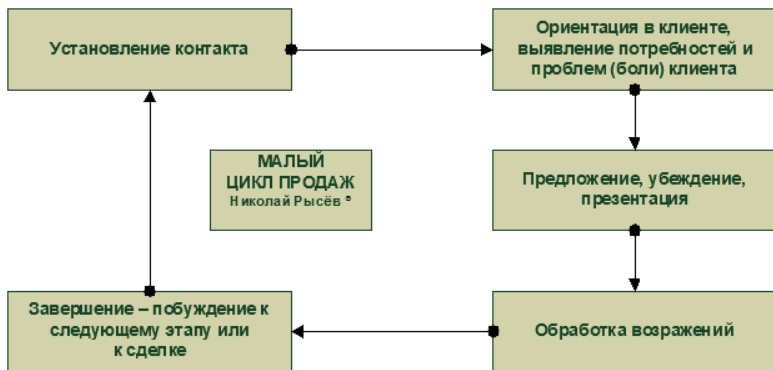 Установление контакта
Ориентация в клиенте,
выявление потребностей и
проблем (боли) клиента
МАЛЫЙ
ЦИКЛ ПРОДАЖ
Николай Рысёв ®
Предложение, убеждение,
презентация
Завершение – побуждение к
следующему этапу или
к сделке
Обработка возражений